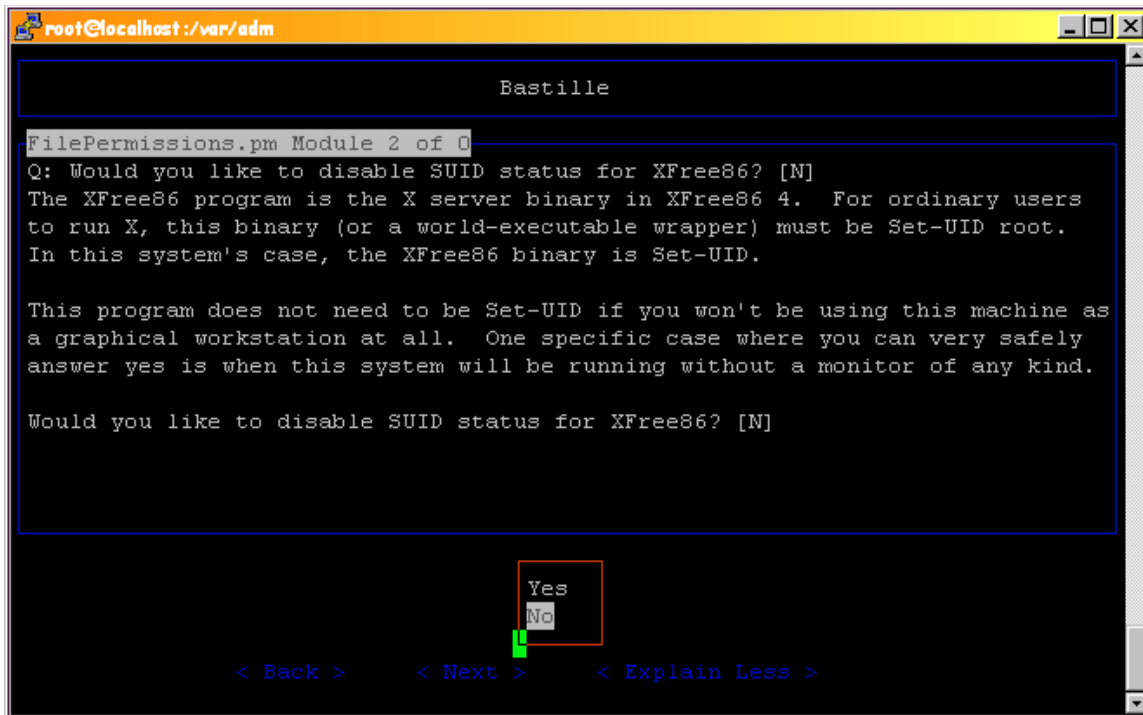 root@localhost:/var/adm
Bastille
FilePermissions.pm Module 2 of 0
Q: Would you like to disable SUID status for XFree86? [N]
The XFree86 program is the X server binary in XFree86 4.  For ordinary users
to run X, this binary (or a world-executable wrapper) must be Set-UID root.
In this system's case, the XFree86 binary is Set-UID.
This program does not need to be Set-UID if you won't be using this machine as
a graphical workstation at all.  One specific case where you can very safely
answer yes is when this system will be running without a monitor of any kind.
Would you like to disable SUID status for XFree86? [N]
Yes
No
< Back >     < Next >     < Explain Less >